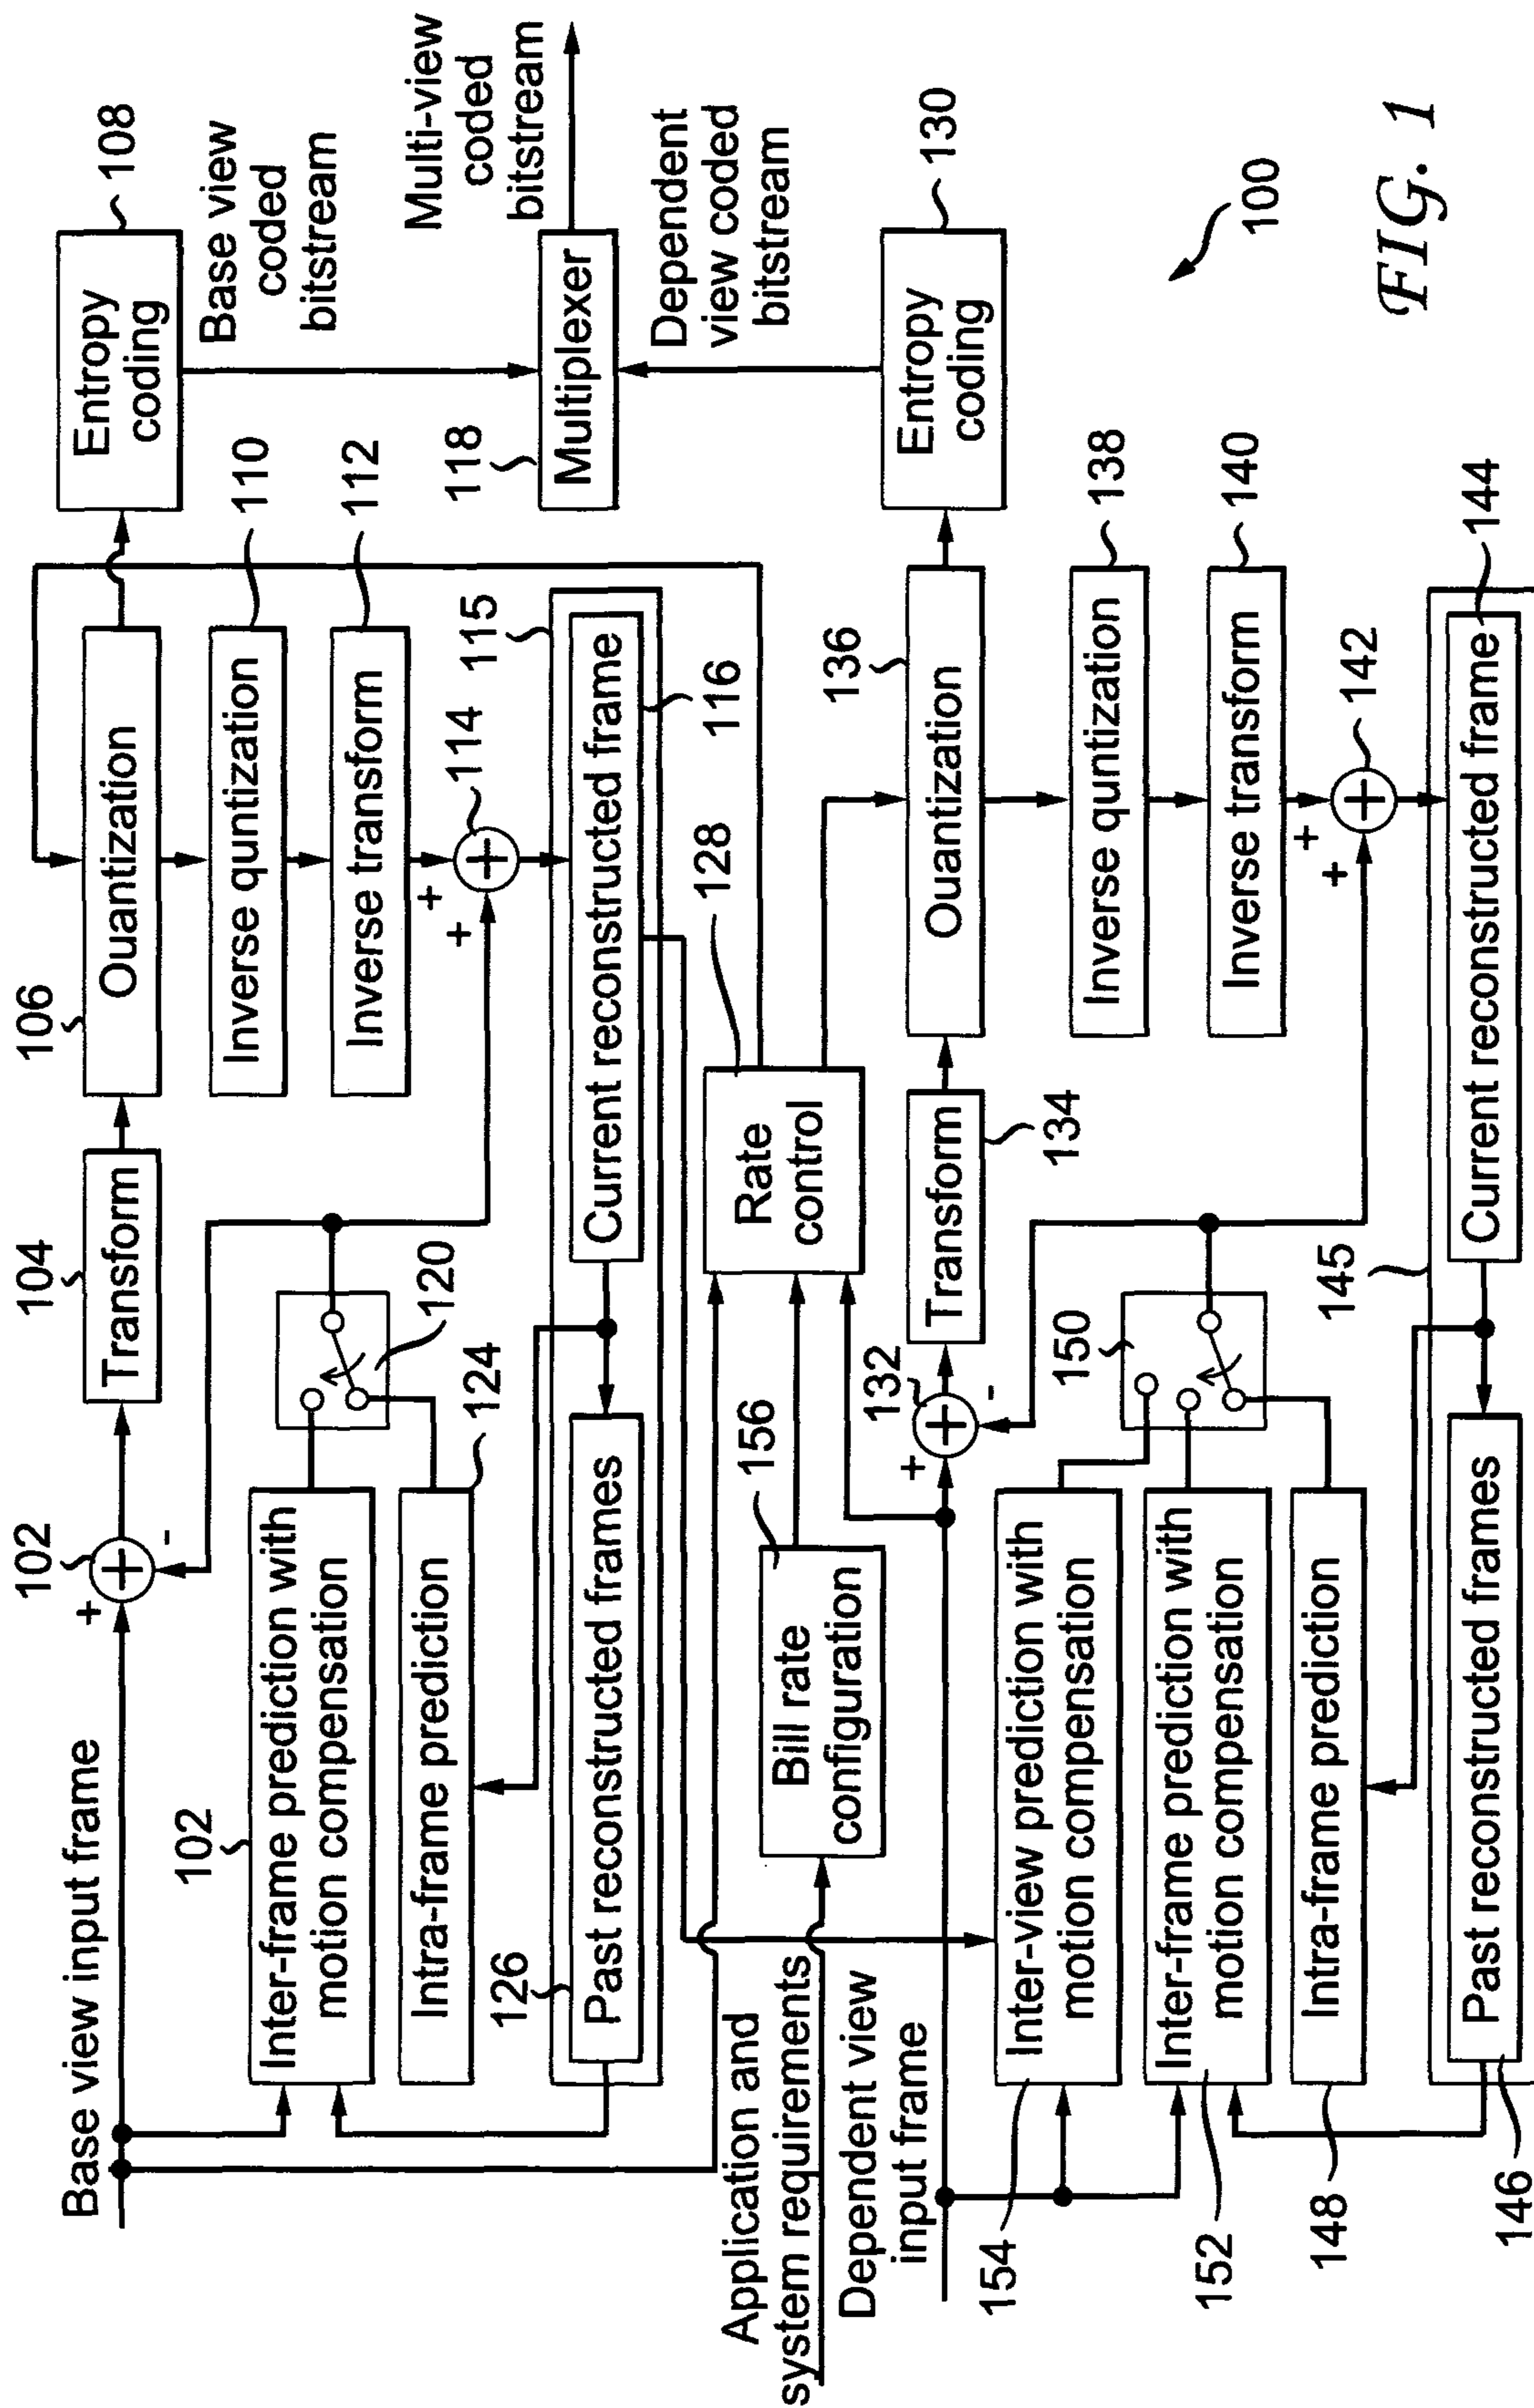 Base view input frame
102
+
-
104
Transform
106
Ouantization
Entropy
coding
108
Base view
coded
bitstream
102
Inter-frame prediction with
motion compensation
120
Inverse quntization
110
Intra-frame prediction
124
Inverse transform
112
+
+
114
115
126
Past reconstructed frames
Current reconstructed frame
116
118
Multiplexer
Multi-view
coded
bitstream
Application and
system requirements
Bill rate
configuration
156
Rate
control
128
Dependent
view coded
bitstream
Dependent view
input frame
+
132
-
Transform
134
136
Ouantization
Entropy
coding
130
154
Inter-view prediction with
motion compensation
150
Inverse quntization
138
152
Inter-frame prediction with
motion compensation
Inverse transform
140
148
Intra-frame prediction
+
+
142
145
146
Past reconstructed frames
Current reconstructed frame
144
100
FIG. 1